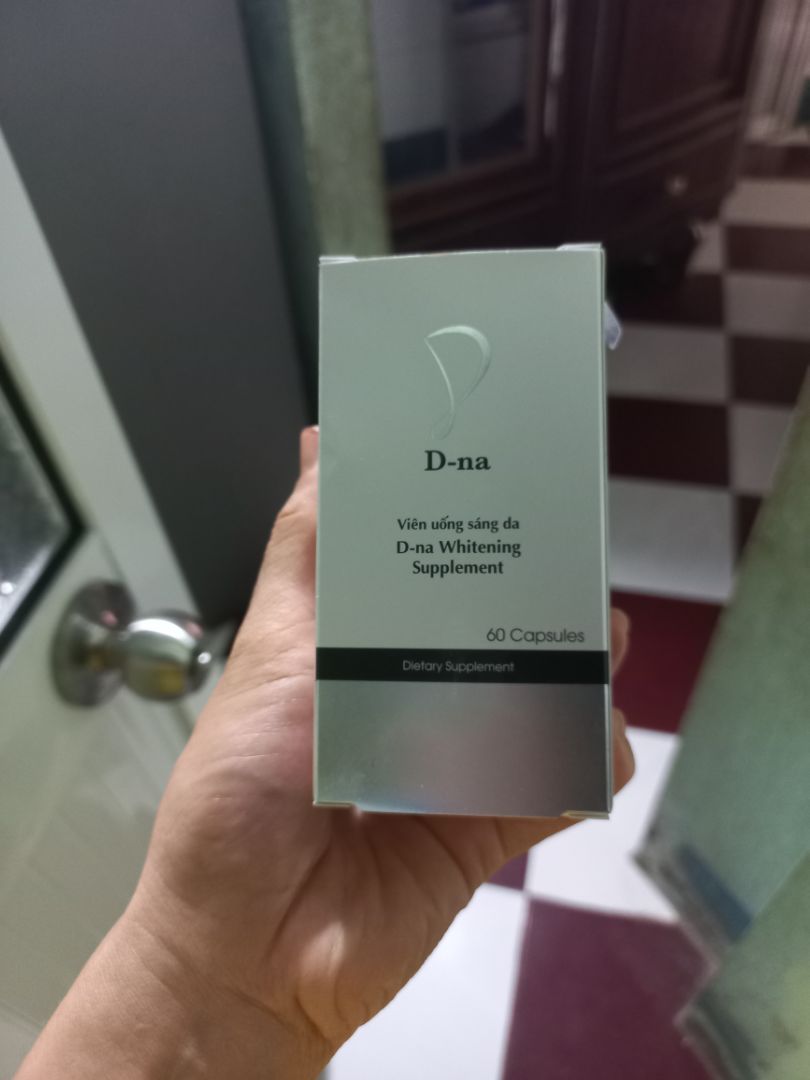 D-na
Viên uống sáng da
D-na Whitening
Supplement
60 Capsules
Dietary Supplement